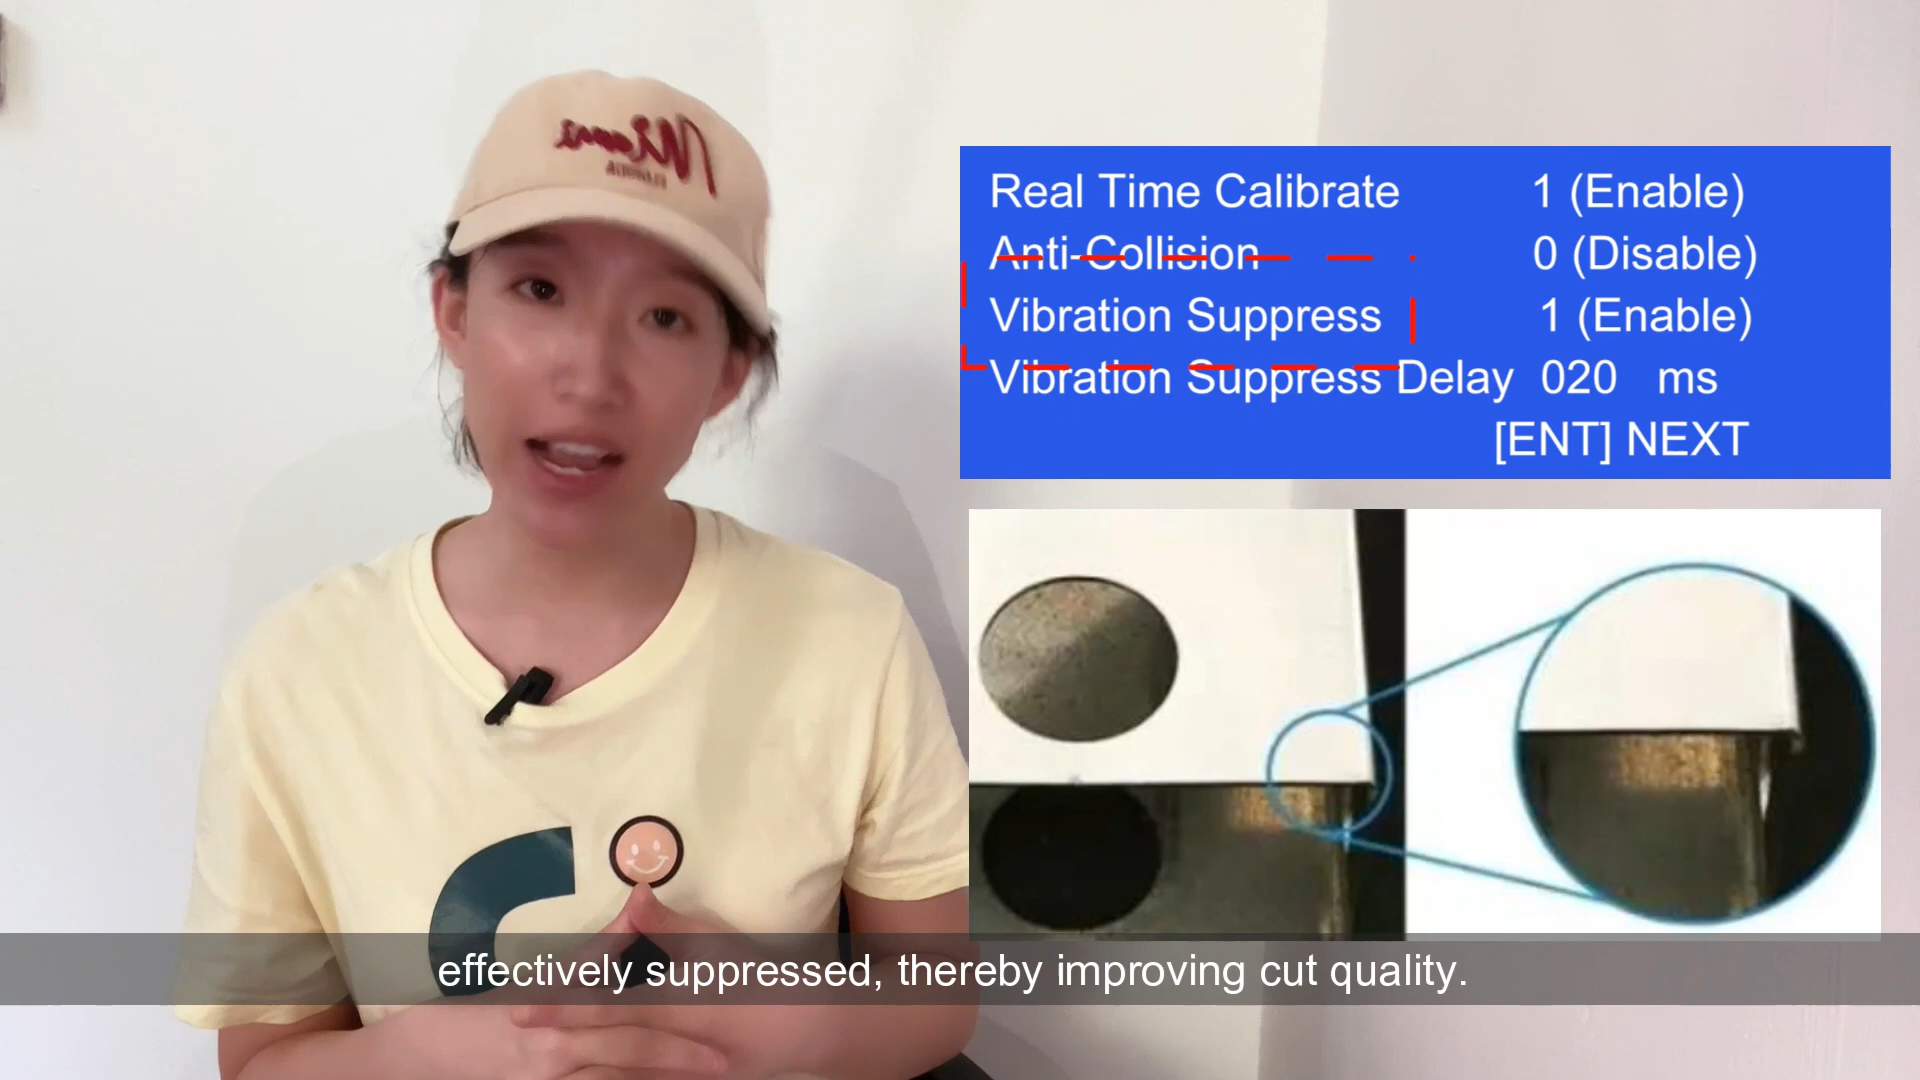 Real Time Calibrate 1 (Enable)
Anti-Collision 0 (Disable)
Vibration Suppress 1 (Enable)
Vibration Suppress Delay 020 ms
[ENT] NEXT
effectively suppressed, thereby improving cut quality.